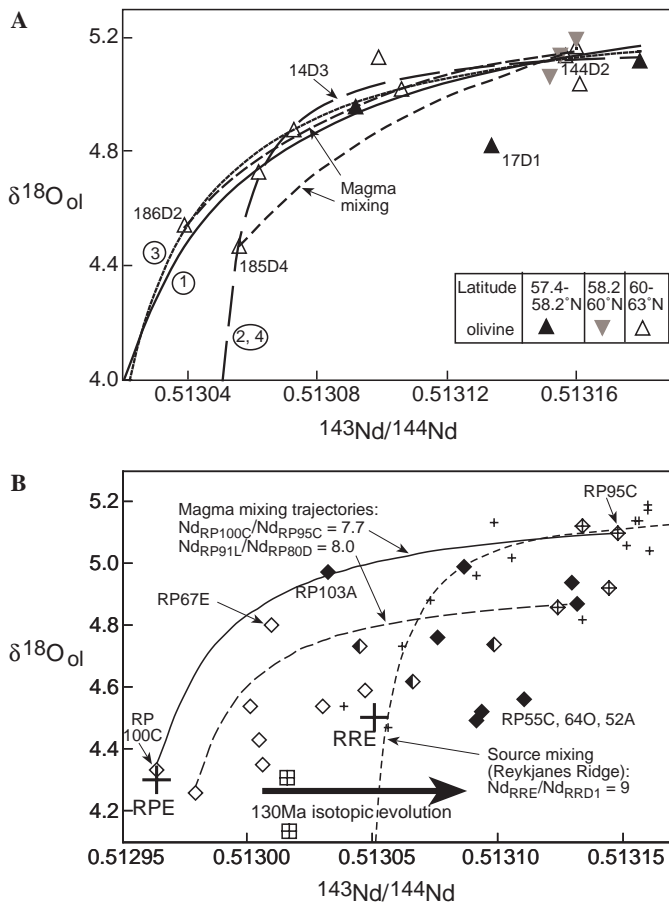 A
5.2
14D3
144D2
4.8
17D1
δ18Ool
Magma
mixing
186D2
3
1
185D4
4.4
2, 4
Latitude
57.4-
58.2°N
58.2
60°N
60-
63°N
olivine
4.0
0.51304
0.51308
0.51312
0.51316
143Nd/144Nd
B
RP95C
Magma mixing trajectories:
NdRP100C/NdRP95C = 7.7
NdRP91L/NdRP80D = 8.0
5.2
5.0
RP103A
RP67E
4.8
δ18Ool
4.6
RRE
RP55C, 64O, 52A
RP
100C
4.4
Source mixing
(Reykjanes Ridge):
NdRRE/NdRRD1 = 9
RPE
4.2
130Ma isotopic evolution
0.51295
0.51300
0.51305
0.51310
0.51315
143Nd/144Nd